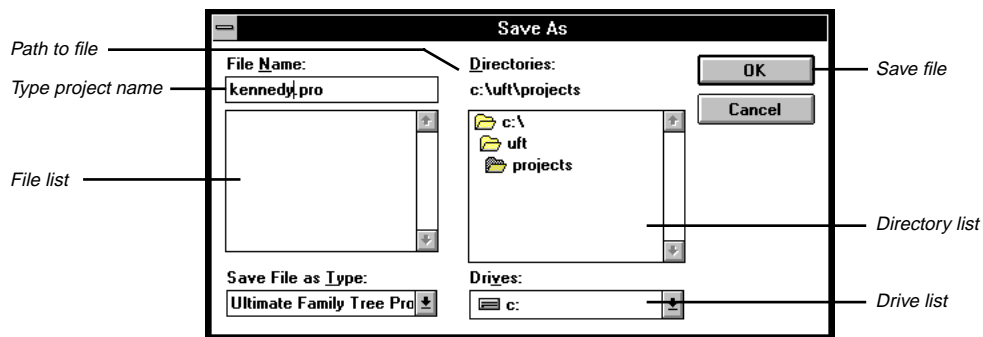 Save As
Path to file
File Name:
Directories:
OK
Save file
Type project name
kennedy.pro
c:\uft\projects
Cancel
c:\
uft
projects
File list
Directory list
Save File as Type:
Drives:
Ultimate Family Tree Pro
c:
Drive list